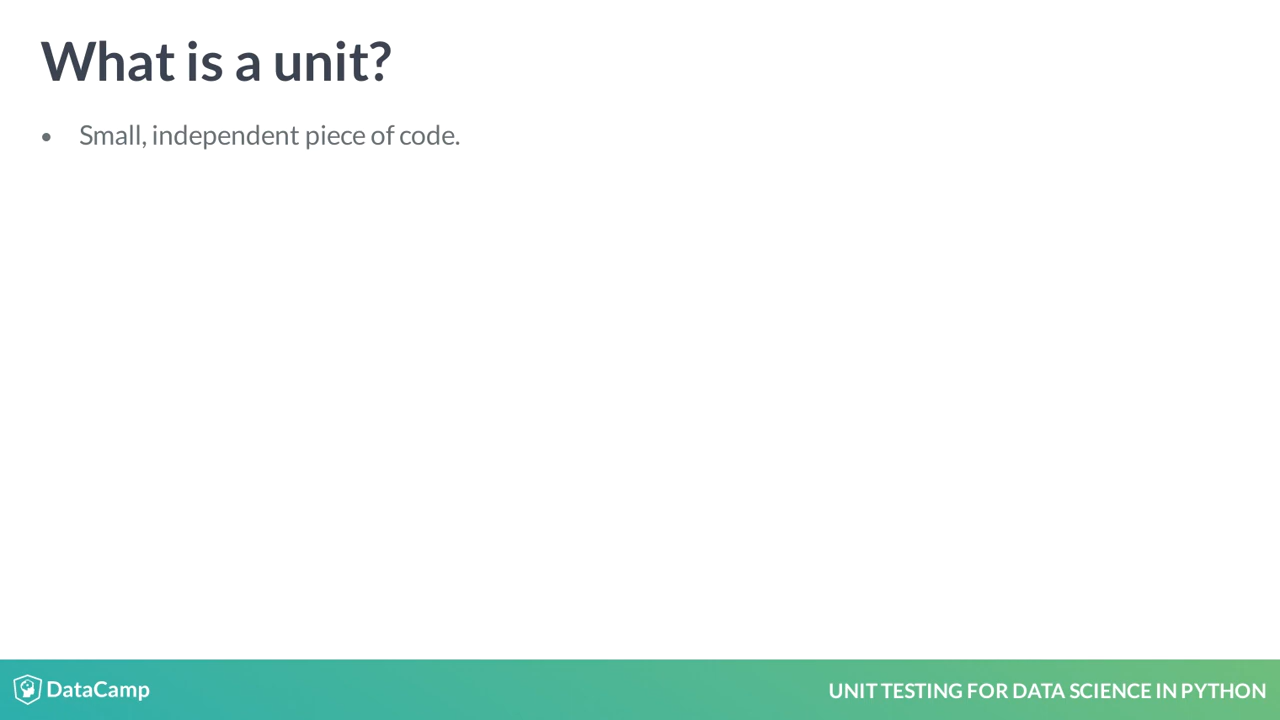 What is a unit?
• Small, independent piece of code.
DataCamp
UNIT TESTING FOR DATA SCIENCE IN PYTHON